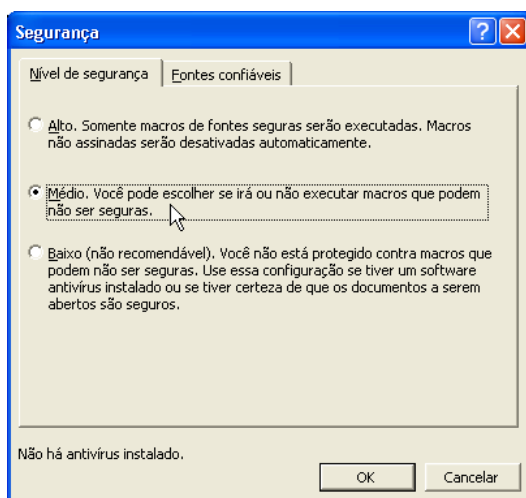 Segurança
Nível de segurança
Fontes confiáveis
Alto. Somente macros de fontes seguras serão executadas. Macros
não assinadas serão desativadas automaticamente.
Médio. Você pode escolher se irá ou não executar macros que podem
não ser seguras.
Baixo (não recomendável). Você não está protegido contra macros que
podem não ser seguras. Use essa configuração se tiver um software
antivírus instalado ou se tiver certeza de que os documentos a serem
abertos são seguros.
Não há antivírus instalado.
OK
Cancelar